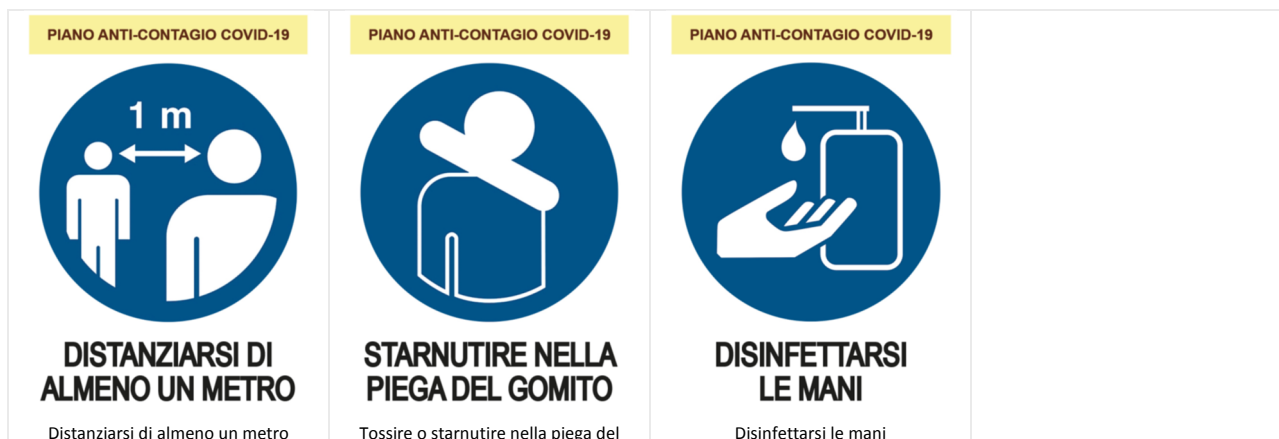 PIANO ANTI-CONTAGIO COVID-19
1 m
DISTANZIARSI DI
ALMENO UN METRO
Distanziarsi di almeno un metro
PIANO ANTI-CONTAGIO COVID-19
STARNUTIRE NELLA
PIEGA DEL GOMITO
Tossire o starnutire nella piega del
PIANO ANTI-CONTAGIO COVID-19
DISINFETTARSI
LE MANI
Disinfettarsi le mani